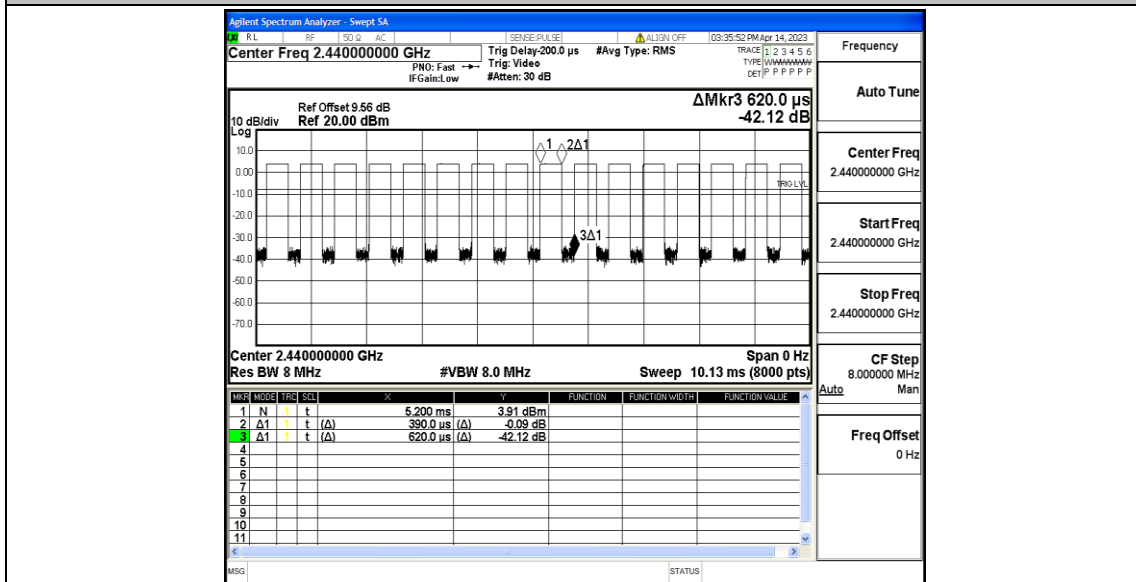 Agilent Spectrum Analyzer - Swept SA
RL RF 50 Ω AC SENSE:PULSE ALIGN OFF 03:35:52 PM Apr 14, 2023
Center Freq 2.440000000 GHz
PNO: Fast
IFGain:Low
Trig Delay-200.0 µs
Trig: Video
#Atten: 30 dB
#Avg Type: RMS
TRACE 1 2 3 4 5 6
TYPE
DET P P P P P P
Ref Offset 9.56 dB
10 dB/div Ref 20.00 dBm
Log
ΔMkr3 620.0 µs
-42.12 dB
1 2Δ1
3Δ1
TRIG LVL
10.0
0.00
-10.0
-20.0
-30.0
-40.0
-50.0
-60.0
-70.0
Center 2.440000000 GHz Span 0 Hz
Res BW 8 MHz #VBW 8.0 MHz Sweep 10.13 ms (8000 pts)
MKR MODE TRC SCL X Y FUNCTION FUNCTION WIDTH FUNCTION VALUE
1 N 1 t 5.200 ms 3.91 dBm
2 Δ1 1 t (Δ) 390.0 µs (Δ) -0.09 dB
3 Δ1 1 t (Δ) 620.0 µs (Δ) -42.12 dB
4
5
6
7
8
9
10
11
MSG STATUS
Frequency
Auto Tune
Center Freq
2.440000000 GHz
Start Freq
2.440000000 GHz
Stop Freq
2.440000000 GHz
CF Step
8.000000 MHz
Auto Man
Freq Offset
0 Hz